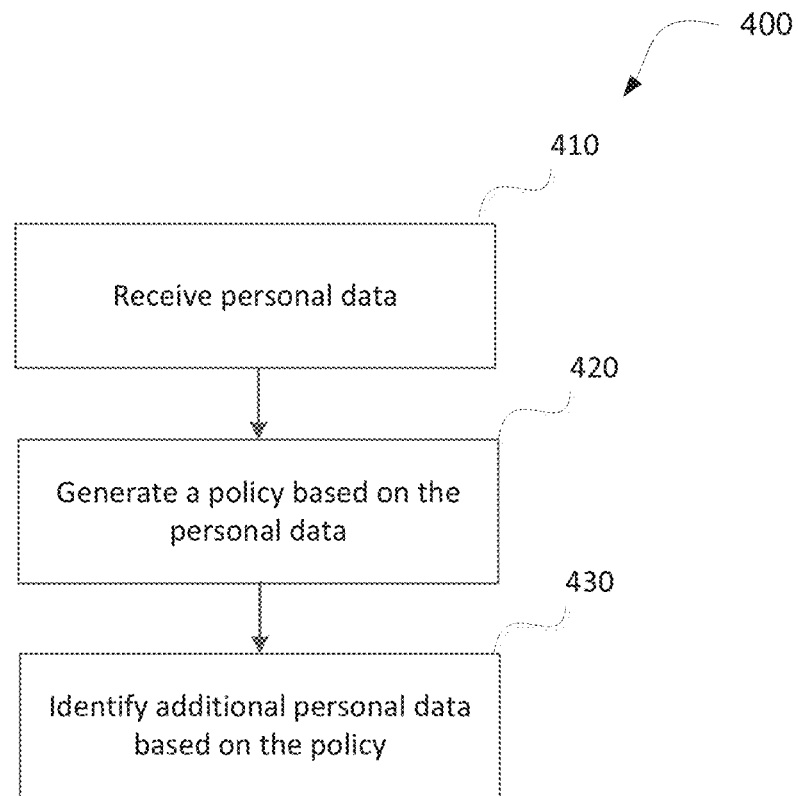 400
410
Receive personal data
420
Generate a policy based on the
personal data
430
Identify additional personal data
based on the policy